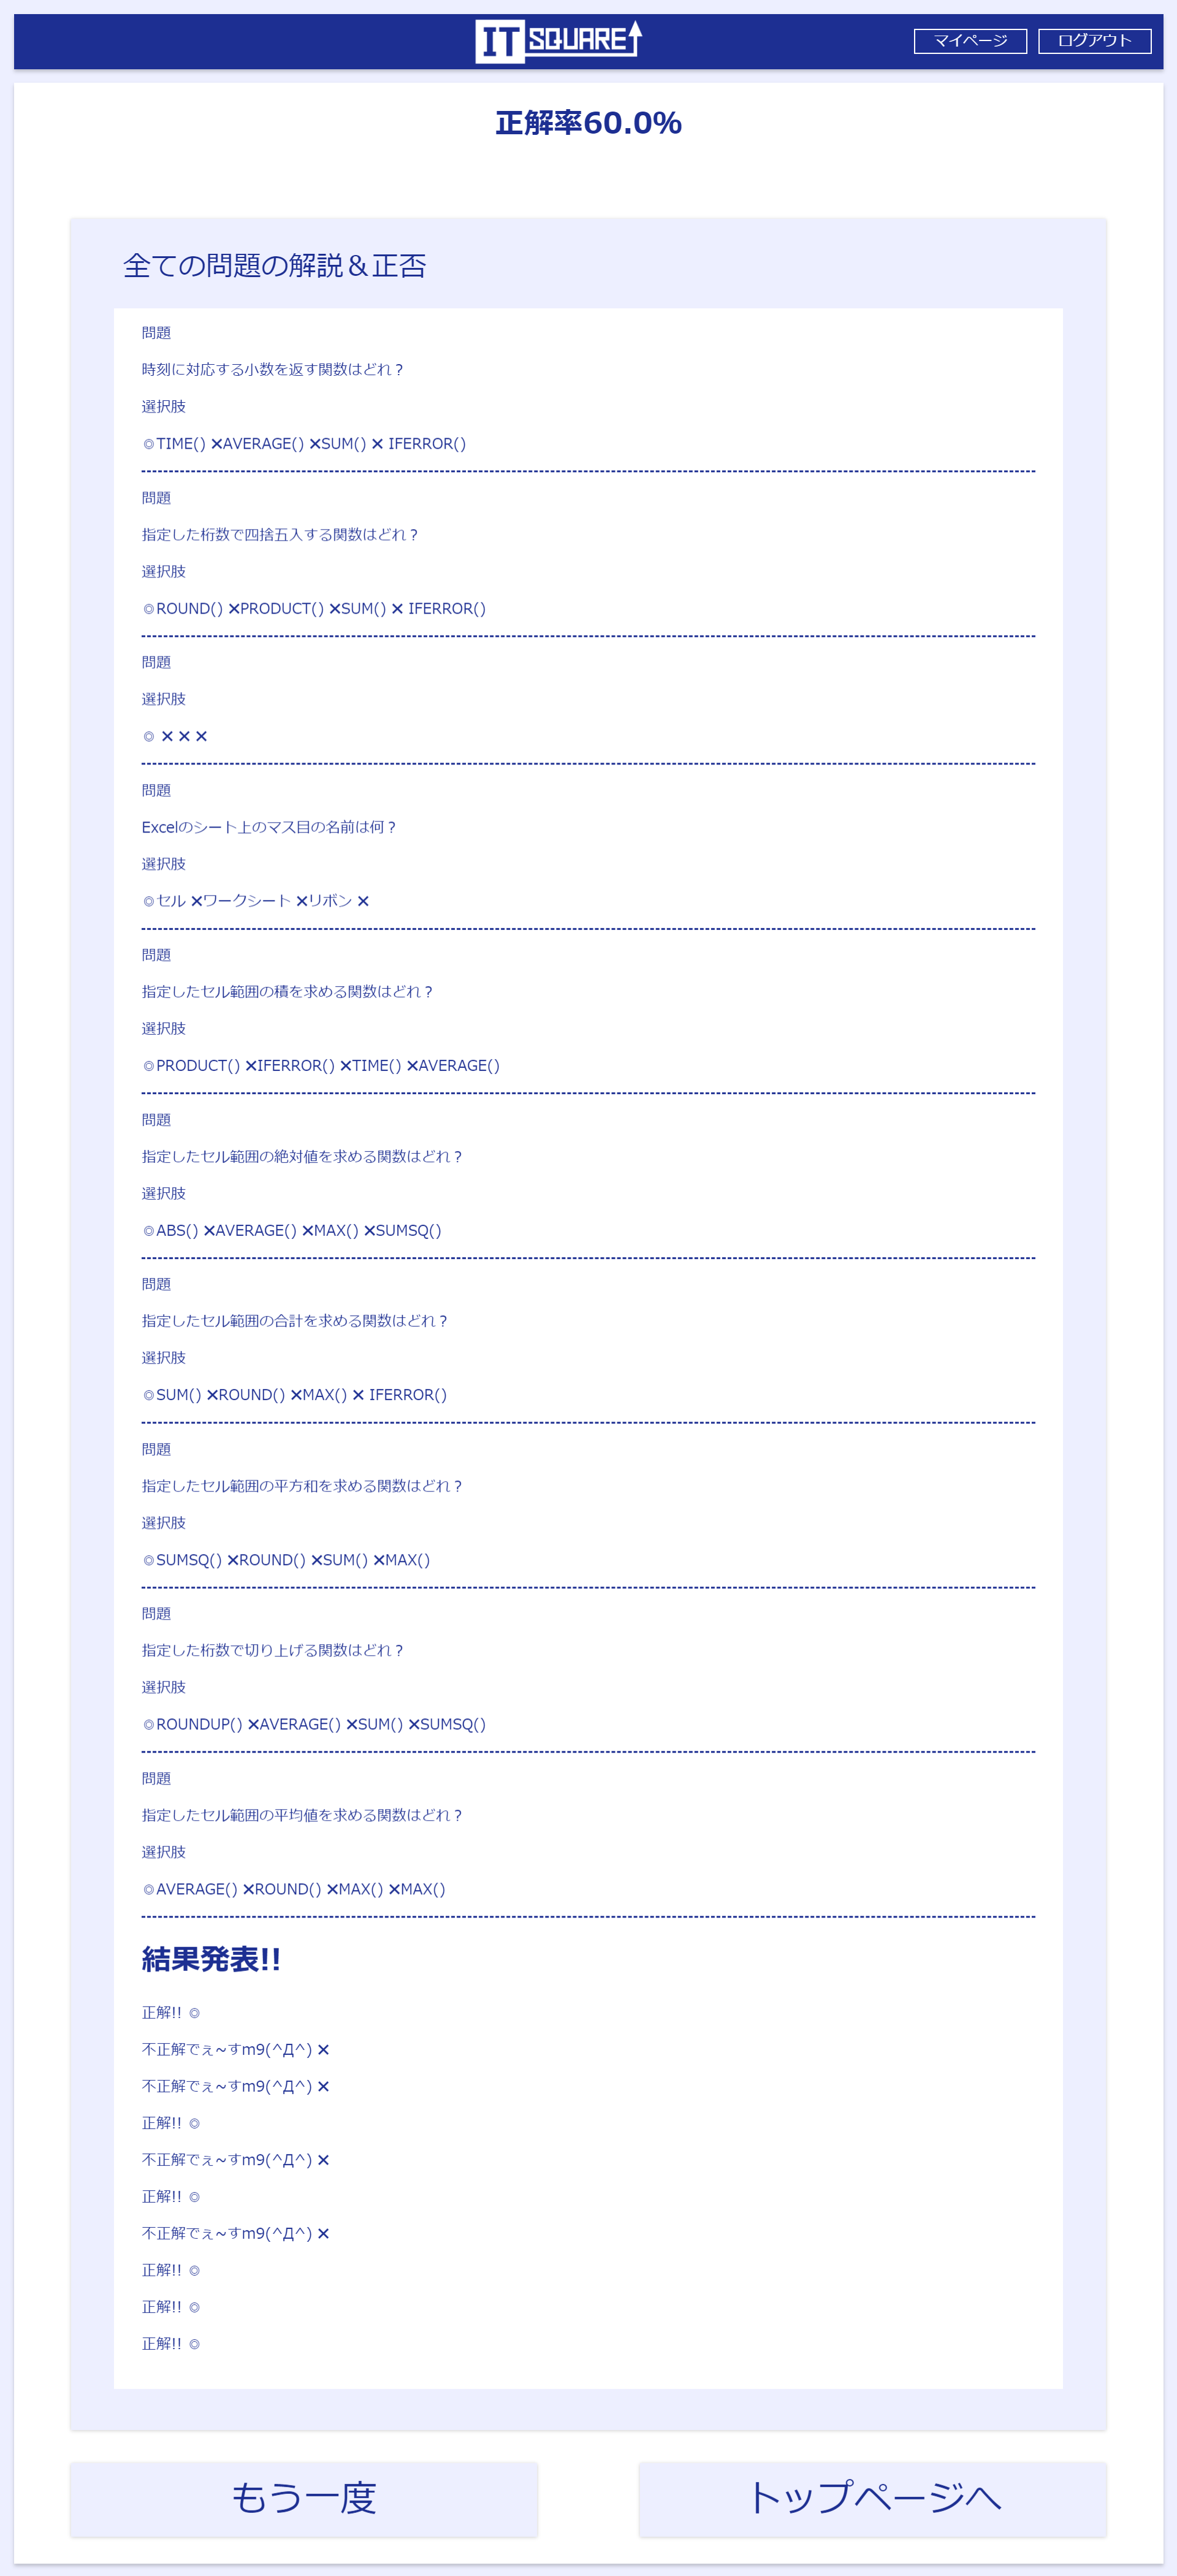 IT SQUARE
マイページ ログアウト
正解率60.0%
全ての問題の解説＆正否
問題
時刻に対応する小数を返す関数はどれ？
選択肢
◎TIME() ✕AVERAGE() ✕SUM() ✕ IFERROR()
問題
指定した桁数で四捨五入する関数はどれ？
選択肢
◎ROUND() ✕PRODUCT() ✕SUM() ✕ IFERROR()
問題
選択肢
◎ ✕ ✕ ✕
問題
Excelのシート上のマス目の名前は何？
選択肢
◎セル ✕ワークシート ✕リボン ✕
問題
指定したセル範囲の積を求める関数はどれ？
選択肢
◎PRODUCT() ✕IFERROR() ✕TIME() ✕AVERAGE()
問題
指定したセル範囲の絶対値を求める関数はどれ？
選択肢
◎ABS() ✕AVERAGE() ✕MAX() ✕SUMSQ()
問題
指定したセル範囲の合計を求める関数はどれ？
選択肢
◎SUM() ✕ROUND() ✕MAX() ✕ IFERROR()
問題
指定したセル範囲の平方和を求める関数はどれ？
選択肢
◎SUMSQ() ✕ROUND() ✕SUM() ✕MAX()
問題
指定した桁数で切り上げる関数はどれ？
選択肢
◎ROUNDUP() ✕AVERAGE() ✕SUM() ✕SUMSQ()
問題
指定したセル範囲の平均値を求める関数はどれ？
選択肢
◎AVERAGE() ✕ROUND() ✕MAX() ✕MAX()
結果発表!!
正解!! ◎
不正解でぇ~すm9(^Д^) ✕
不正解でぇ~すm9(^Д^) ✕
正解!! ◎
不正解でぇ~すm9(^Д^) ✕
正解!! ◎
不正解でぇ~すm9(^Д^) ✕
正解!! ◎
正解!! ◎
正解!! ◎
もう一度 トップページへ